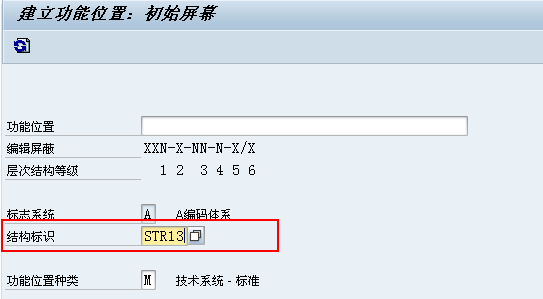 建立功能位置：初始屏幕
功能位置
编辑屏蔽 XXN-X-NN-N-X/X
层次结构等级 1 2 3 4 5 6
标志系统 A A编码体系
结构标识 STR13
功能位置种类 M 技术系统 - 标准